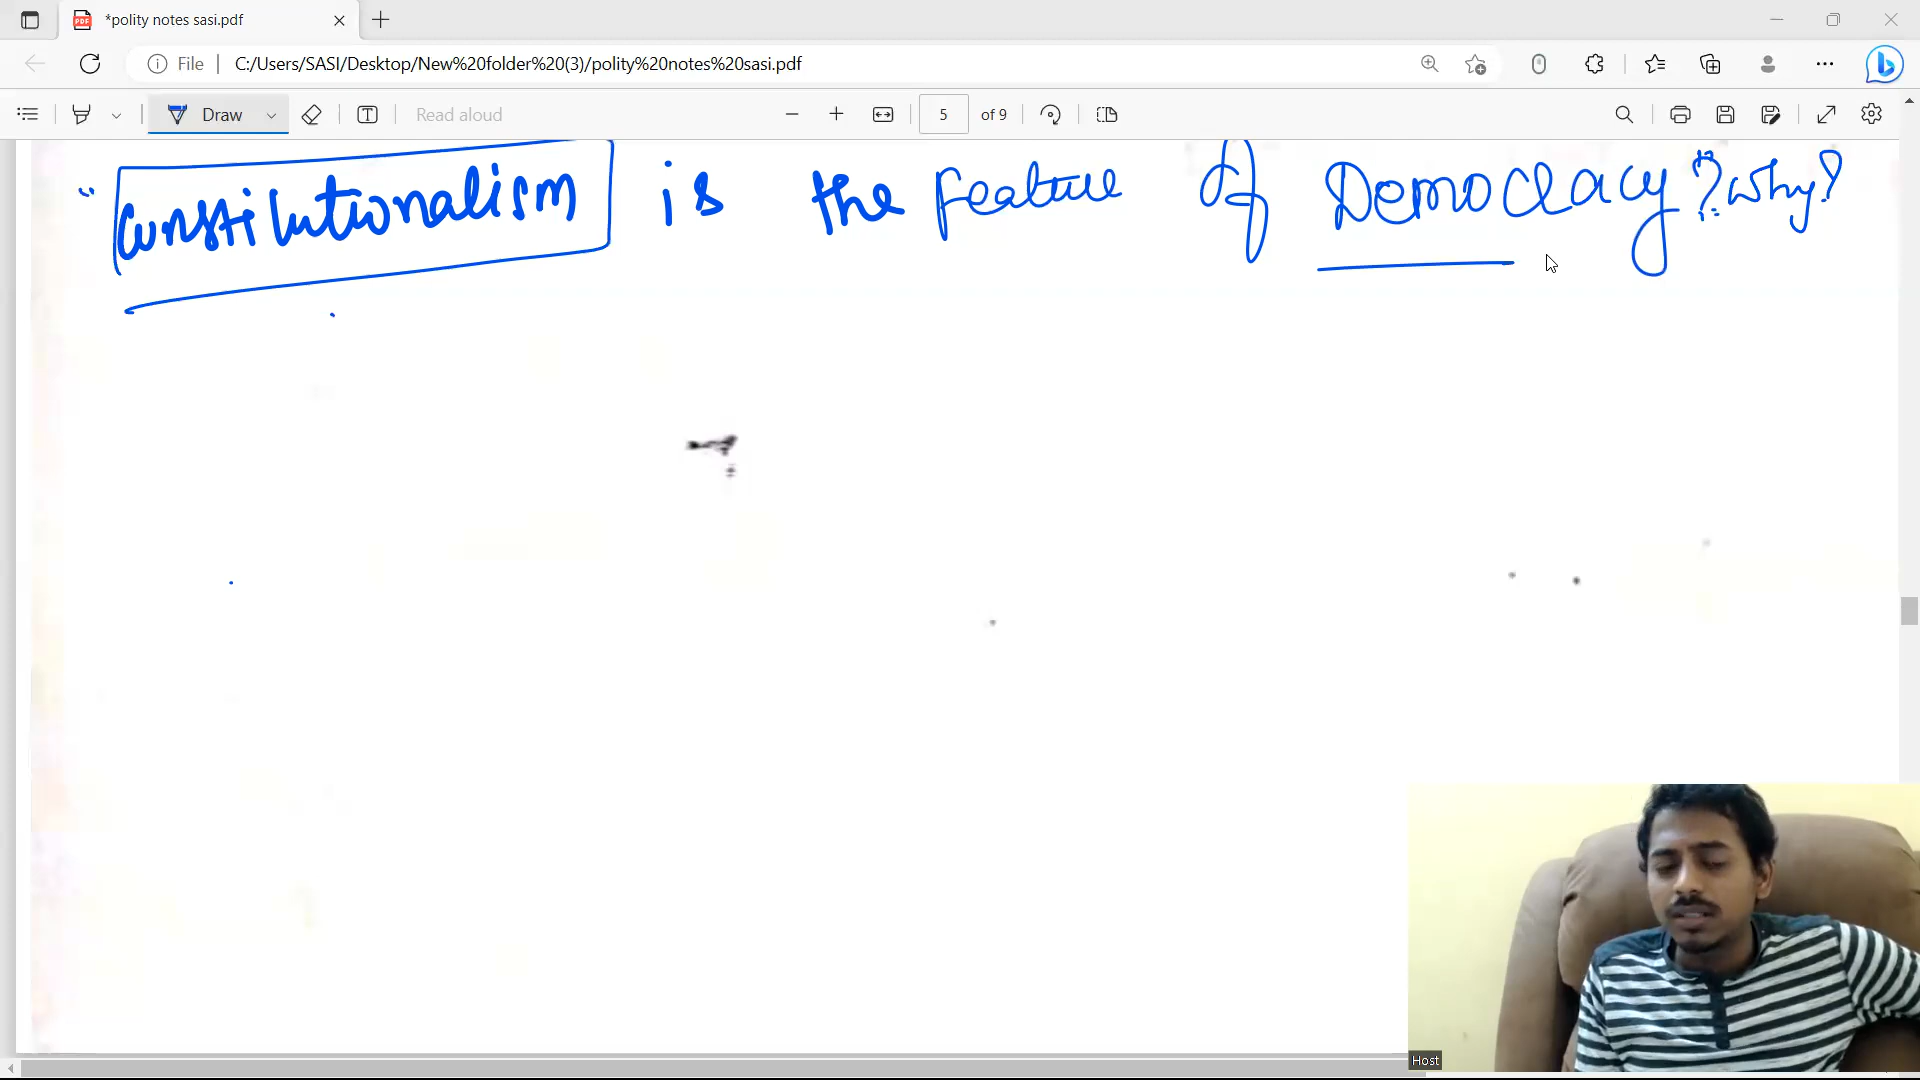 *polity notes sasi.pdf
File
C:/Users/SASI/Desktop/New%20folder%20(3)/polity%20notes%20sasi.pdf
Draw
Read aloud
5 of 9
"Constitutionalism is the feature of Democracy"? Why?
Host